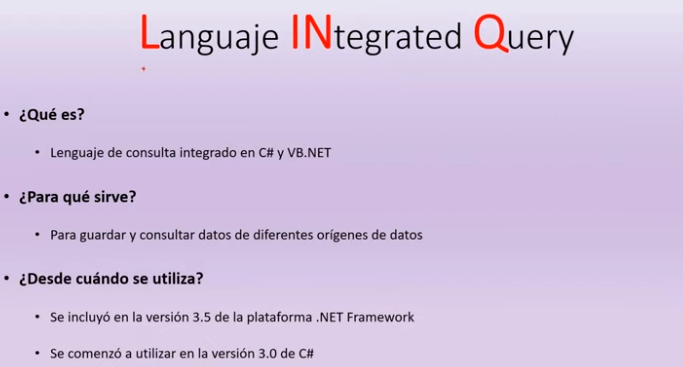 Languaje INtegrated Query
• ¿Qué es?
• Lenguaje de consulta integrado en C# y VB.NET
• ¿Para qué sirve?
• Para guardar y consultar datos de diferentes orígenes de datos
• ¿Desde cuándo se utiliza?
• Se incluyó en la versión 3.5 de la plataforma .NET Framework
• Se comenzó a utilizar en la versión 3.0 de C#